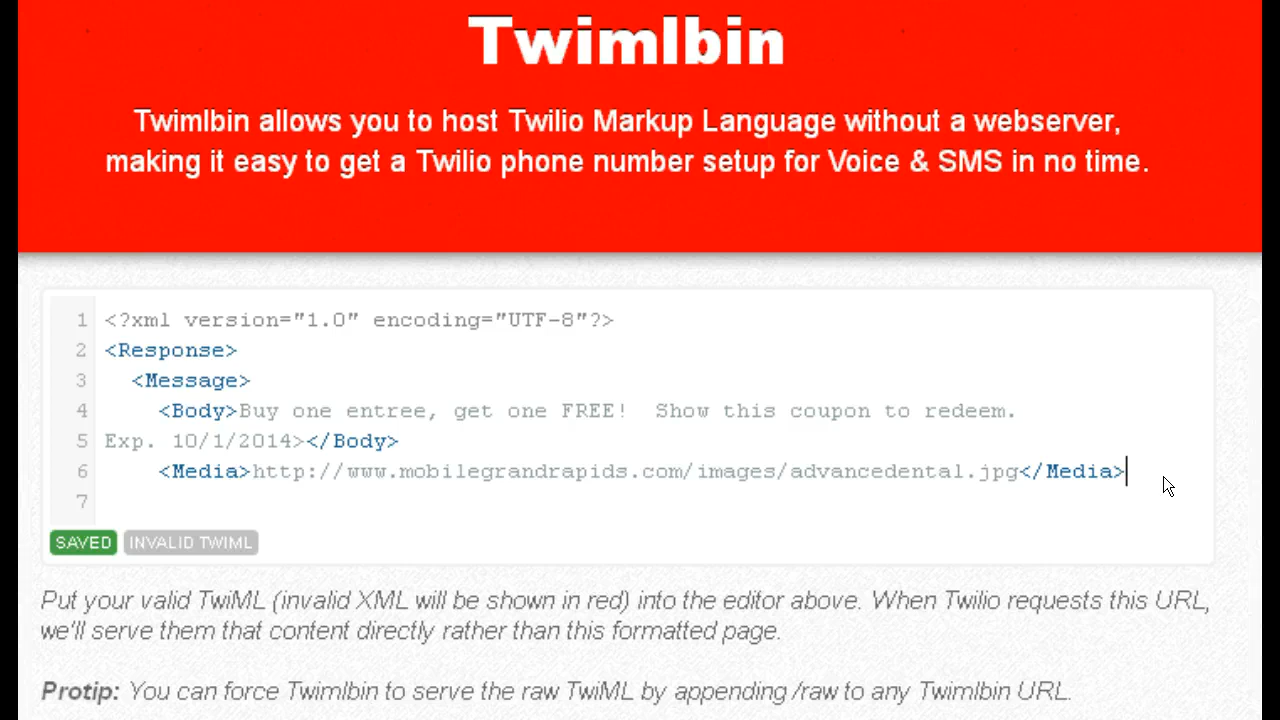 Twimlbin
Twimlbin allows you to host Twilio Markup Language without a webserver,
making it easy to get a Twilio phone number setup for Voice & SMS in no time.
1 <?xml version="1.0" encoding="UTF-8"?>
2 <Response>
3 <Message>
4 <Body>Buy one entree, get one FREE!  Show this coupon to redeem.
5 Exp. 10/1/2014></Body>
6 <Media>http://www.mobilegrandrapids.com/images/advancedental.jpg</Media>
7
SAVED INVALID TWIML
Put your valid TwiML (invalid XML will be shown in red) into the editor above. When Twilio requests this URL,
we'll serve them that content directly rather than this formatted page.
Protip: You can force Twimlbin to serve the raw TwiML by appending /raw to any Twimlbin URL.